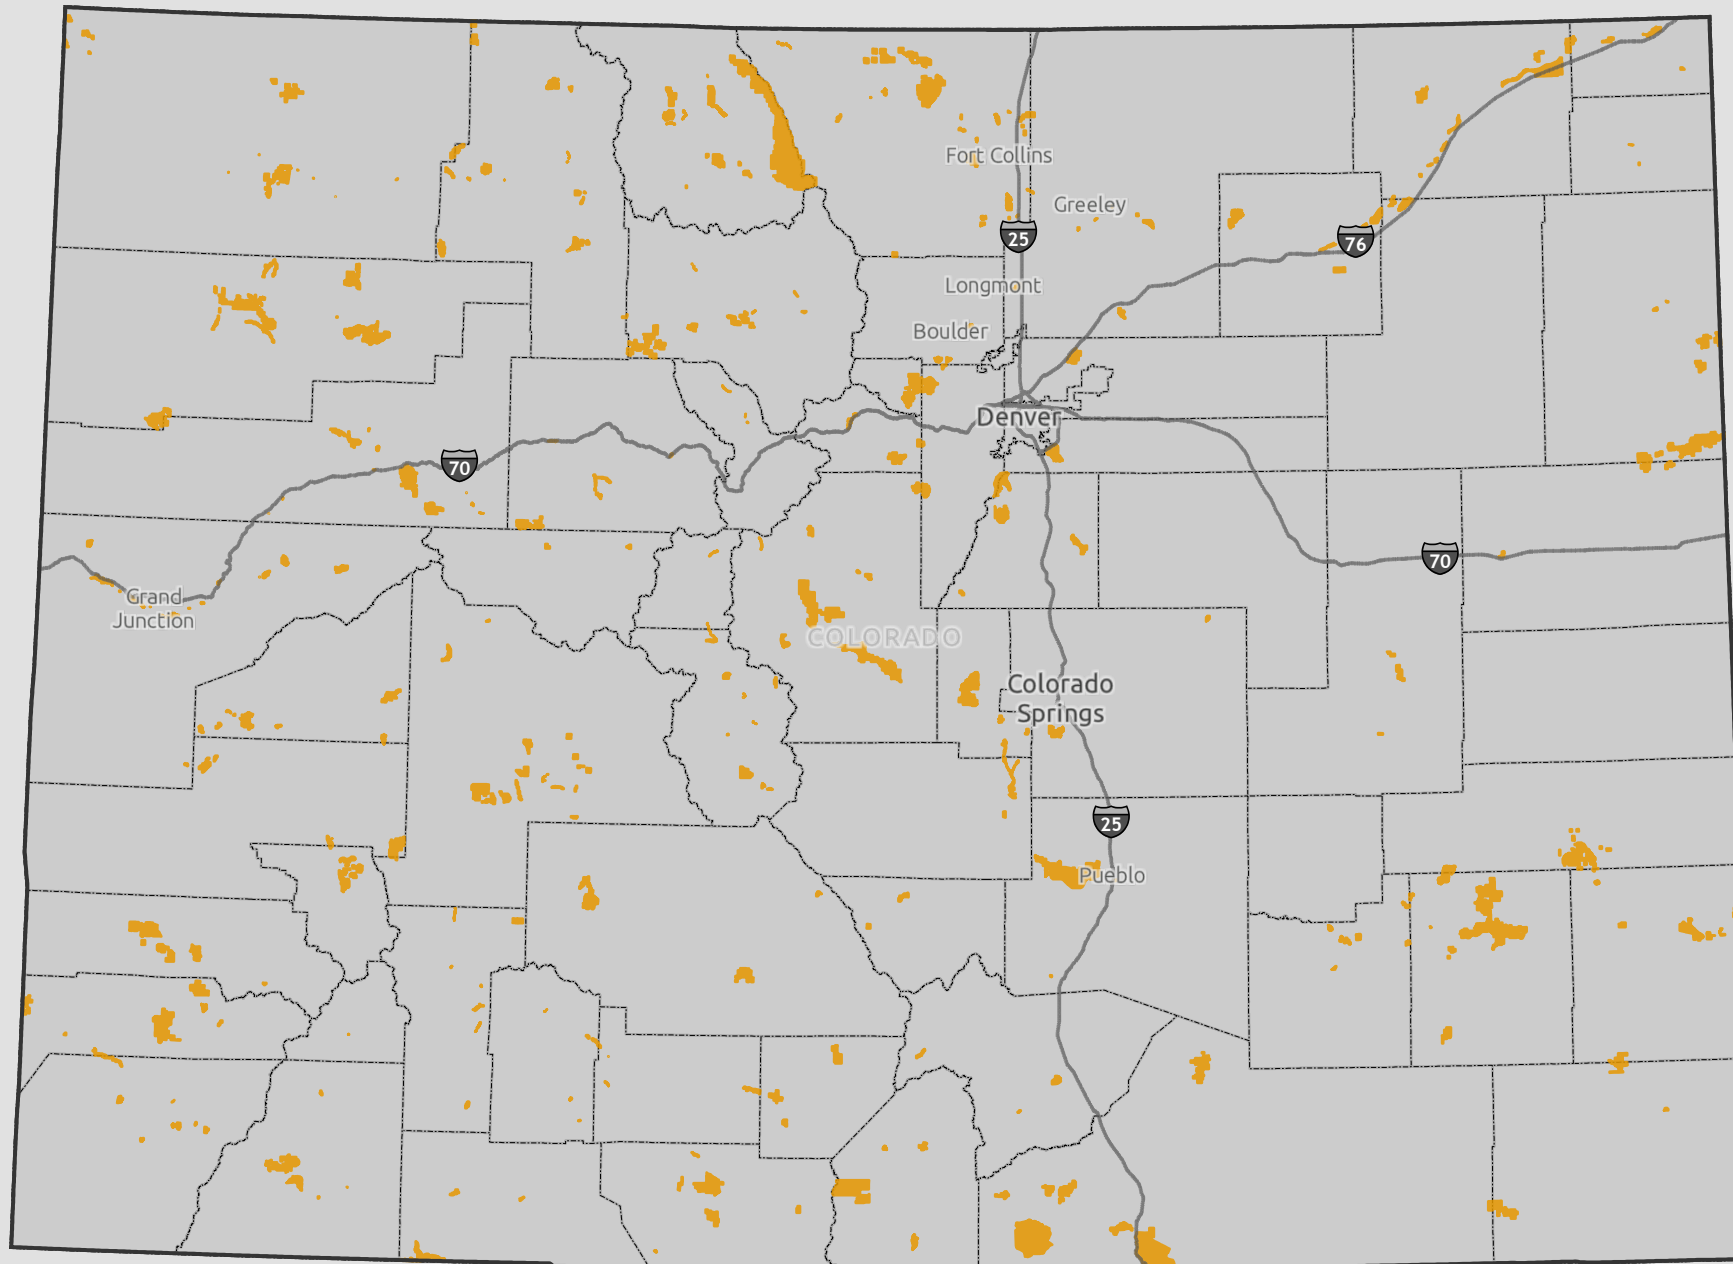 Fort Collins
Greeley
25
76
Longmont
Boulder
Denver
70
70
Grand
Junction
COLORADO
Colorado
Springs
25
Pueblo